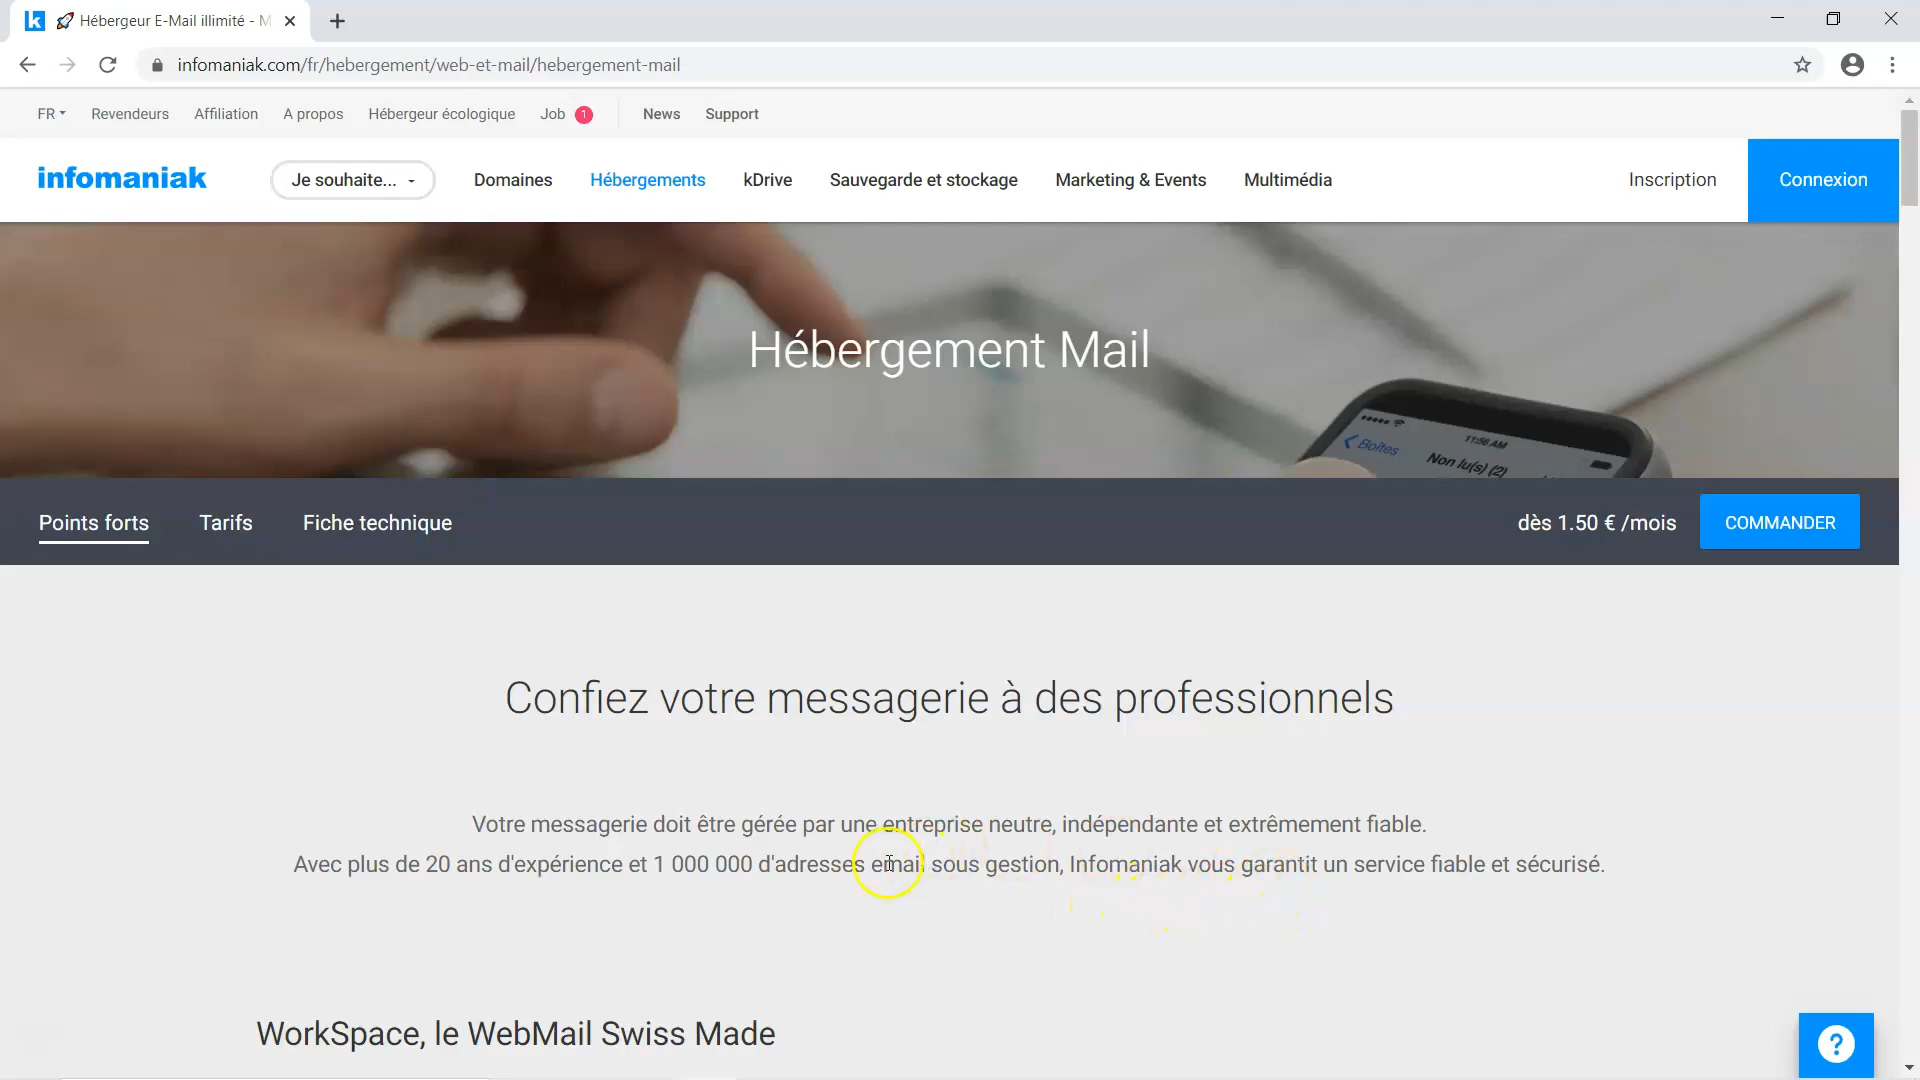 Hébergeur E-Mail illimité - M
infomaniak.com/fr/hebergement/web-et-mail/hebergement-mail
FR Revendeurs Affiliation A propos Hébergeur écologique Job 1 News Support
infomaniak Je souhaite... Domaines Hébergements kDrive Sauvegarde et stockage Marketing & Events Multimédia Inscription Connexion
Hébergement Mail
11:56 AM
Boîtes Non lu(s) (2)
Points forts Tarifs Fiche technique dès 1.50 € /mois COMMANDER
Confiez votre messagerie à des professionnels
Votre messagerie doit être gérée par une entreprise neutre, indépendante et extrêmement fiable.
Avec plus de 20 ans d'expérience et 1 000 000 d'adresses email sous gestion, Infomaniak vous garantit un service fiable et sécurisé.
WorkSpace, le WebMail Swiss Made
?